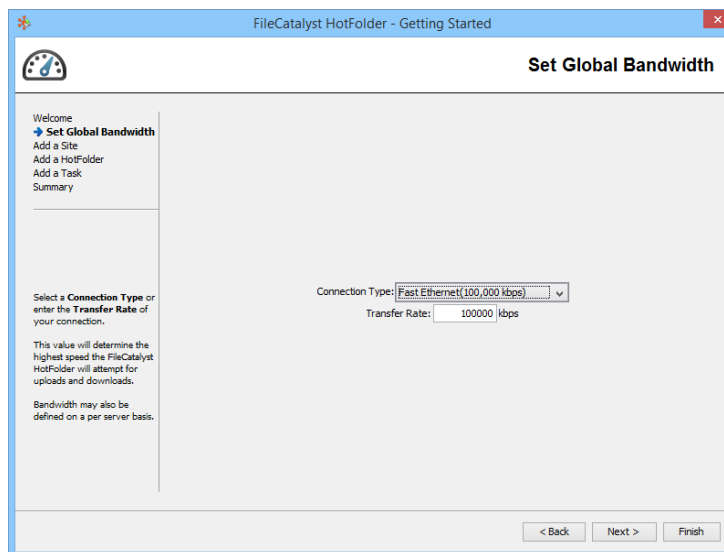 FileCatalyst HotFolder - Getting Started
Set Global Bandwidth
Welcome
Set Global Bandwidth
Add a Site
Add a HotFolder
Add a Task
Summary
Select a Connection Type or
enter the Transfer Rate of
your connection.
This value will determine the
highest speed the FileCatalyst
HotFolder will attempt for
uploads and downloads.
Bandwidth may also be
defined on a per server basis.
Connection Type: Fast Ethernet(100,000 kbps)
Transfer Rate: 100000 kbps
< Back Next > Finish